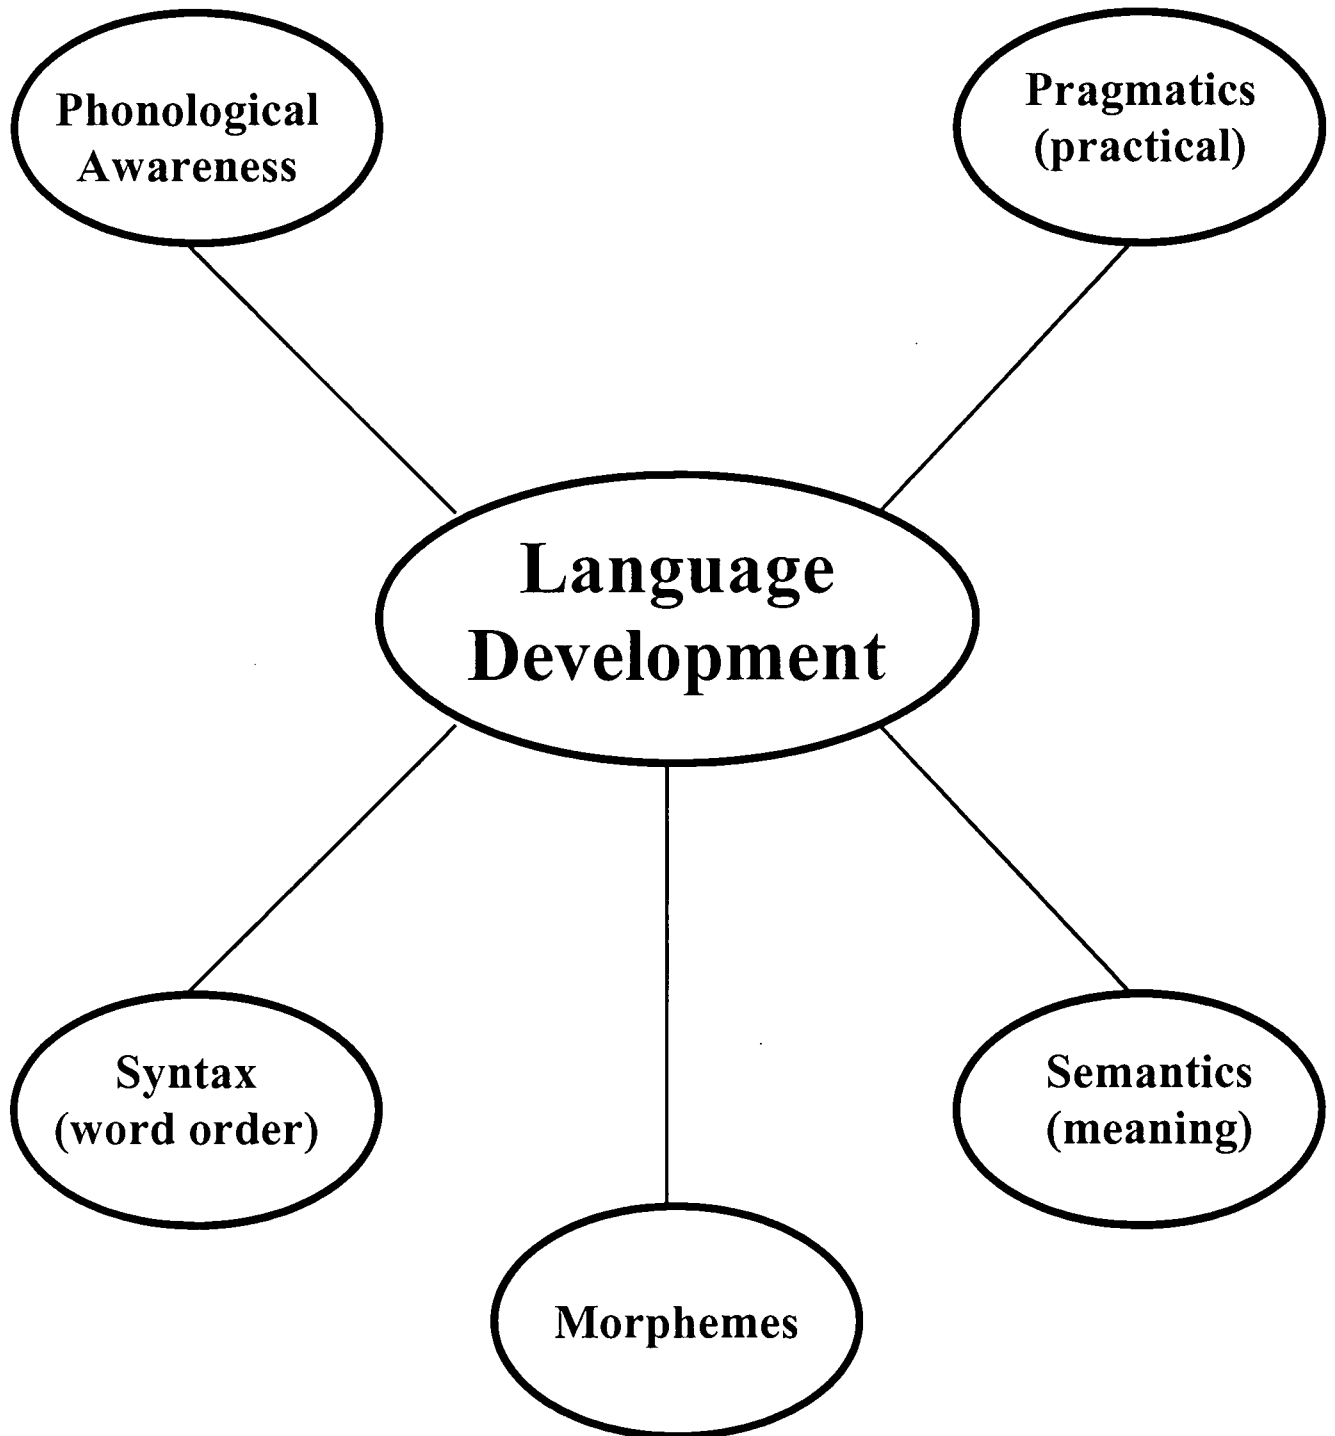 Phonological
Awareness
Pragmatics
(practical)
Language
Development
Syntax
(word order)
Semantics
(meaning)
Morphemes